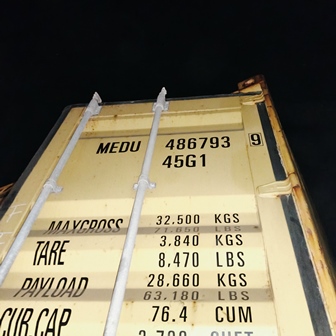 MEDU 486793 9
45G1
MAXGROSS 32.500 KGS
71.650 LBS
TARE 3.840 KGS
8.470 LBS
PAYLOAD 28.660 KGS
63.180 LBS
CUB.CAP 76.4 CUM